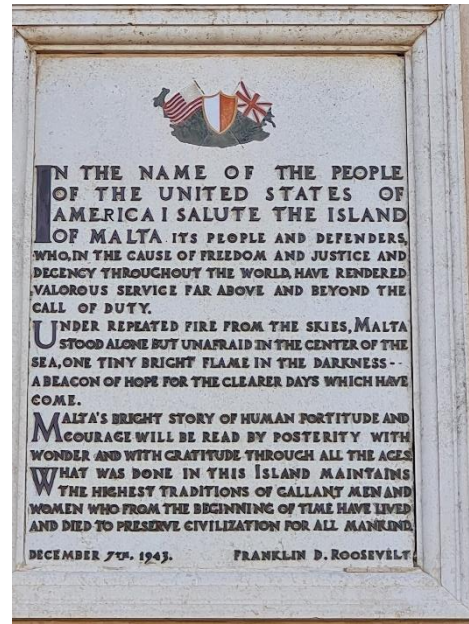 IN THE NAME OF THE PEOPLE
OF THE UNITED STATES OF
AMERICA I SALUTE THE ISLAND
OF MALTA ITS PEOPLE AND DEFENDERS,
WHO, IN THE CAUSE OF FREEDOM AND JUSTICE AND
DECENCY THROUGHOUT THE WORLD, HAVE RENDERED
VALOROUS SERVICE FAR ABOVE AND BEYOND THE
CALL OF DUTY.
UNDER REPEATED FIRE FROM THE SKIES, MALTA
STOOD ALONE BUT UNAFRAID IN THE CENTER OF THE
SEA, ONE TINY BRIGHT FLAME IN THE DARKNESS --
A BEACON OF HOPE FOR THE CLEARER DAYS WHICH HAVE
COME.
MALTA'S BRIGHT STORY OF HUMAN FORTITUDE AND
COURAGE WILL BE READ BY POSTERITY WITH
WONDER AND WITH GRATITUDE THROUGH ALL THE AGES.
WHAT WAS DONE IN THIS ISLAND MAINTAINS
THE HIGHEST TRADITIONS OF GALLANT MEN AND
WOMEN WHO FROM THE BEGINNING OF TIME HAVE LIVED
AND DIED TO PRESERVE CIVILIZATION FOR ALL MANKIND.
DECEMBER 7TH. 1943. FRANKLIN D. ROOSEVELT